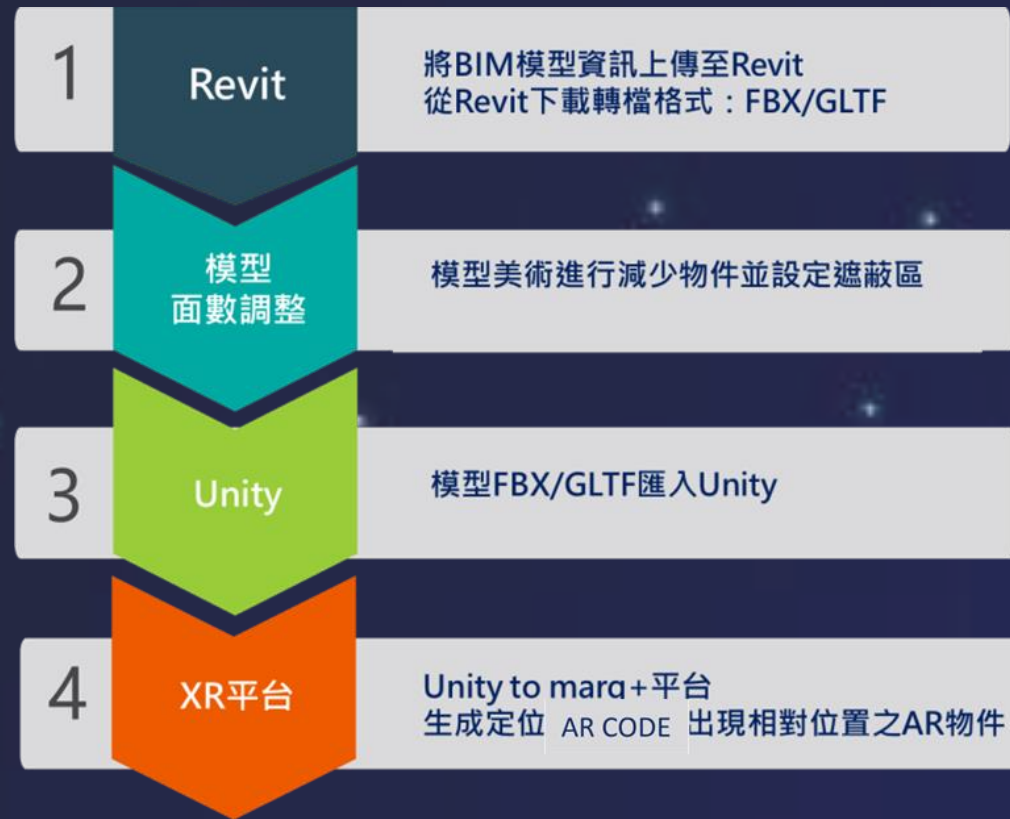 1
Revit
將BIM模型資訊上傳至Revit
從Revit下載轉檔格式：FBX/GLTF
2
模型
面數調整
模型美術進行減少物件並設定遮蔽區
3
Unity
模型FBX/GLTF匯入Unity
4
XR平台
Unity to marq+平台
生成定位 AR CODE 出現相對位置之AR物件